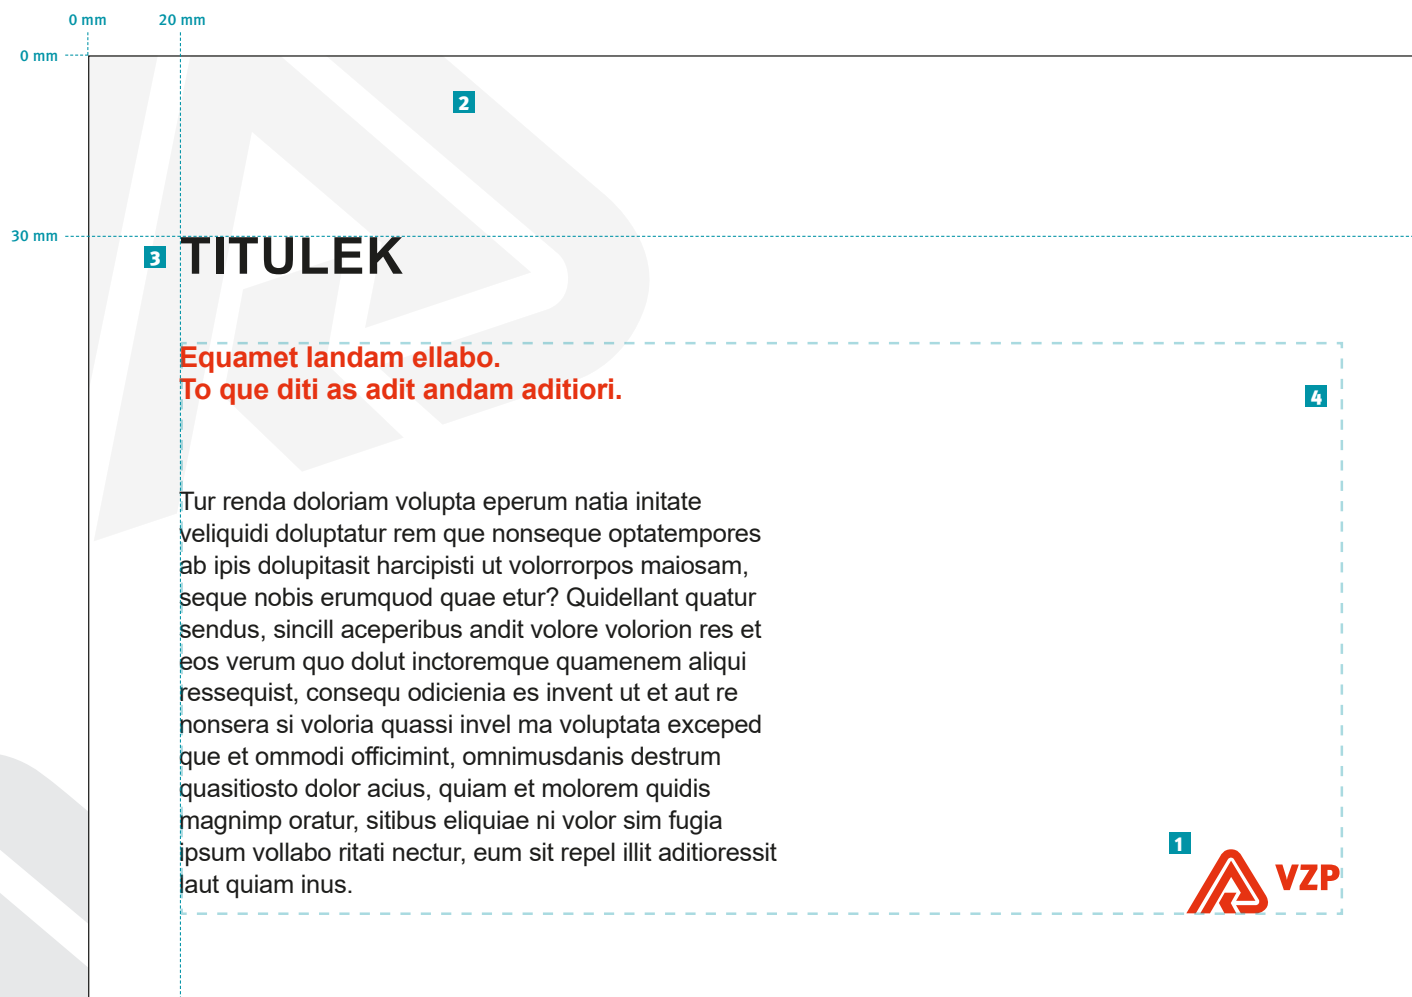 0 mm 20 mm
0 mm
2
30 mm
3 TITULEK
Equamet landam ellabo.
To que diti as adit andam aditiori.
4
Tur renda doloriam volupta eperum natia initate
veliquidi doluptatur rem que nonseque optatempores
ab ipis dolupitasit harcipisti ut volorrorpos maiosam,
seque nobis erumquod quae etur? Quidellant quatur
sendus, sincill aceperibus andit volore volorion res et
eos verum quo dolut inctoremque quamenem aliqui
ressequist, consequ odicienia es invent ut et aut re
nonsera si voloria quassi invel ma voluptata exceped
que et ommodi officimint, omnimusdanis destrum
quasitiosto dolor acius, quiam et molorem quidis
magnimp oratur, sitibus eliquiae ni volor sim fugia
ipsum vollabo ritati nectur, eum sit repel illit aditioressit
laut quiam inus.
1
VZP